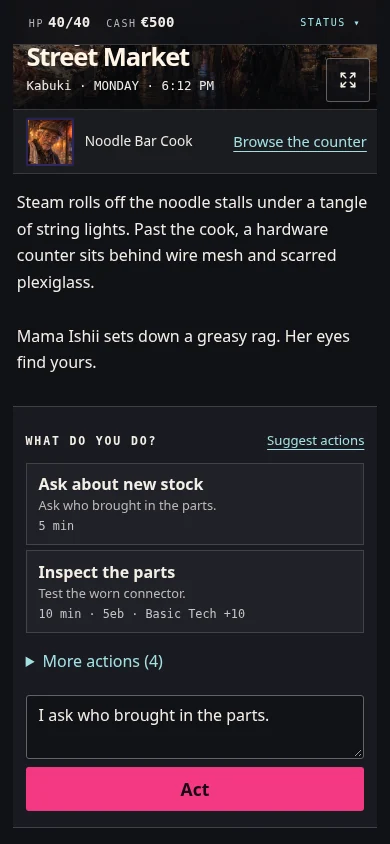 HP 40/40 CASH €500 STATUS ▾
Street Market
Kabuki · MONDAY · 6:12 PM
Noodle Bar Cook Browse the counter
Steam rolls off the noodle stalls under a tangle
of string lights. Past the cook, a hardware
counter sits behind wire mesh and scarred
plexiglass.
Mama Ishii sets down a greasy rag. Her eyes
find yours.
WHAT DO YOU DO? Suggest actions
Ask about new stock
Ask who brought in the parts.
5 min
Inspect the parts
Test the worn connector.
10 min · 5eb · Basic Tech +10
▶ More actions (4)
I ask who brought in the parts.
Act